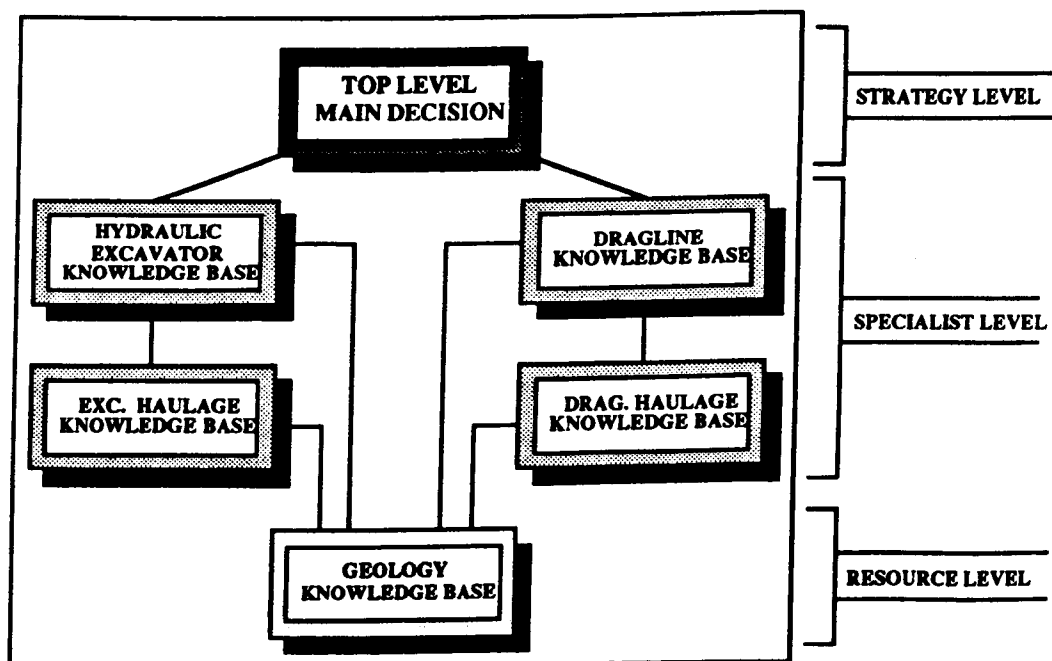 TOP LEVEL
MAIN DECISION
STRATEGY LEVEL
HYDRAULIC
EXCAVATOR
KNOWLEDGE BASE
DRAGLINE
KNOWLEDGE BASE
SPECIALIST LEVEL
EXC. HAULAGE
KNOWLEDGE BASE
DRAG. HAULAGE
KNOWLEDGE BASE
GEOLOGY
KNOWLEDGE BASE
RESOURCE LEVEL